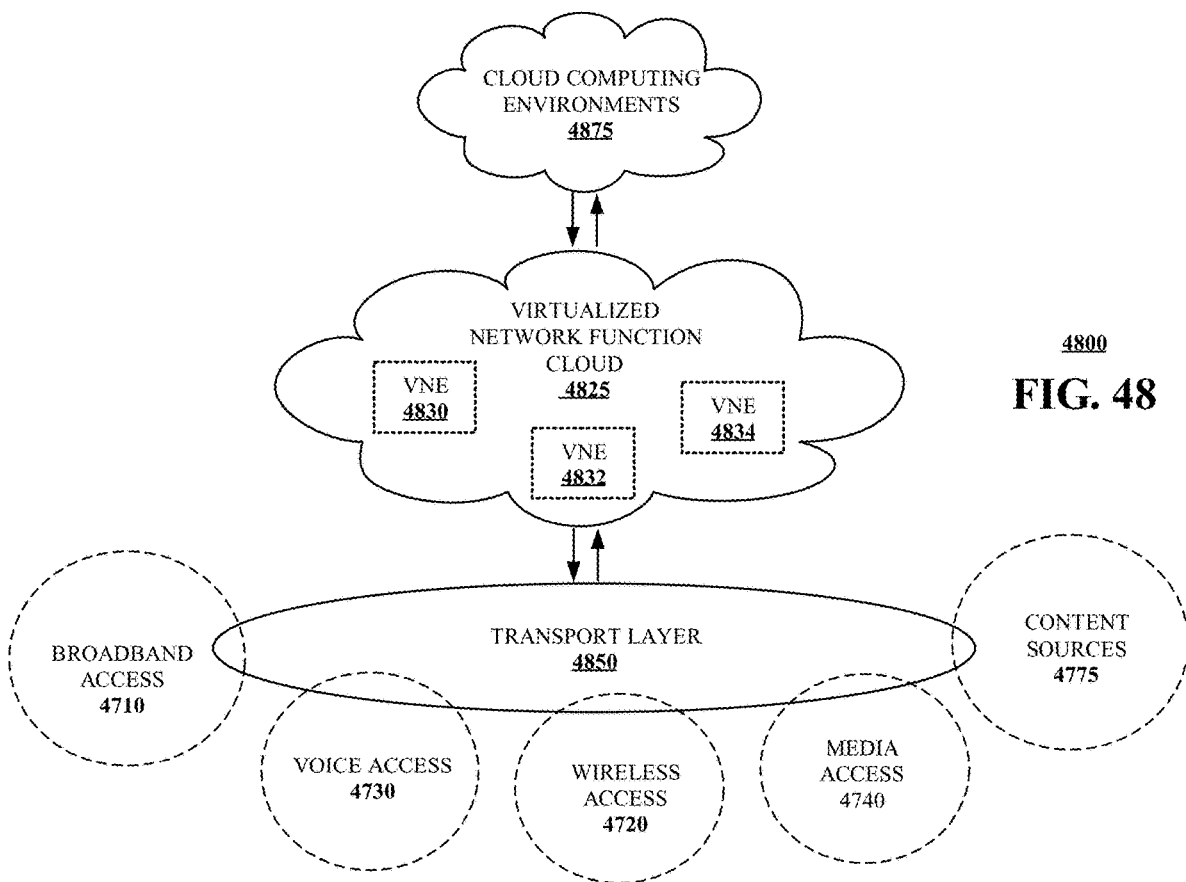 CLOUD COMPUTING
ENVIRONMENTS
4875
VIRTUALIZED
NETWORK FUNCTION
CLOUD
4825
VNE
4830
VNE
4832
VNE
4834
4800
FIG. 48
TRANSPORT LAYER
4850
BROADBAND
ACCESS
4710
VOICE ACCESS
4730
WIRELESS
ACCESS
4720
MEDIA
ACCESS
4740
CONTENT
SOURCES
4775